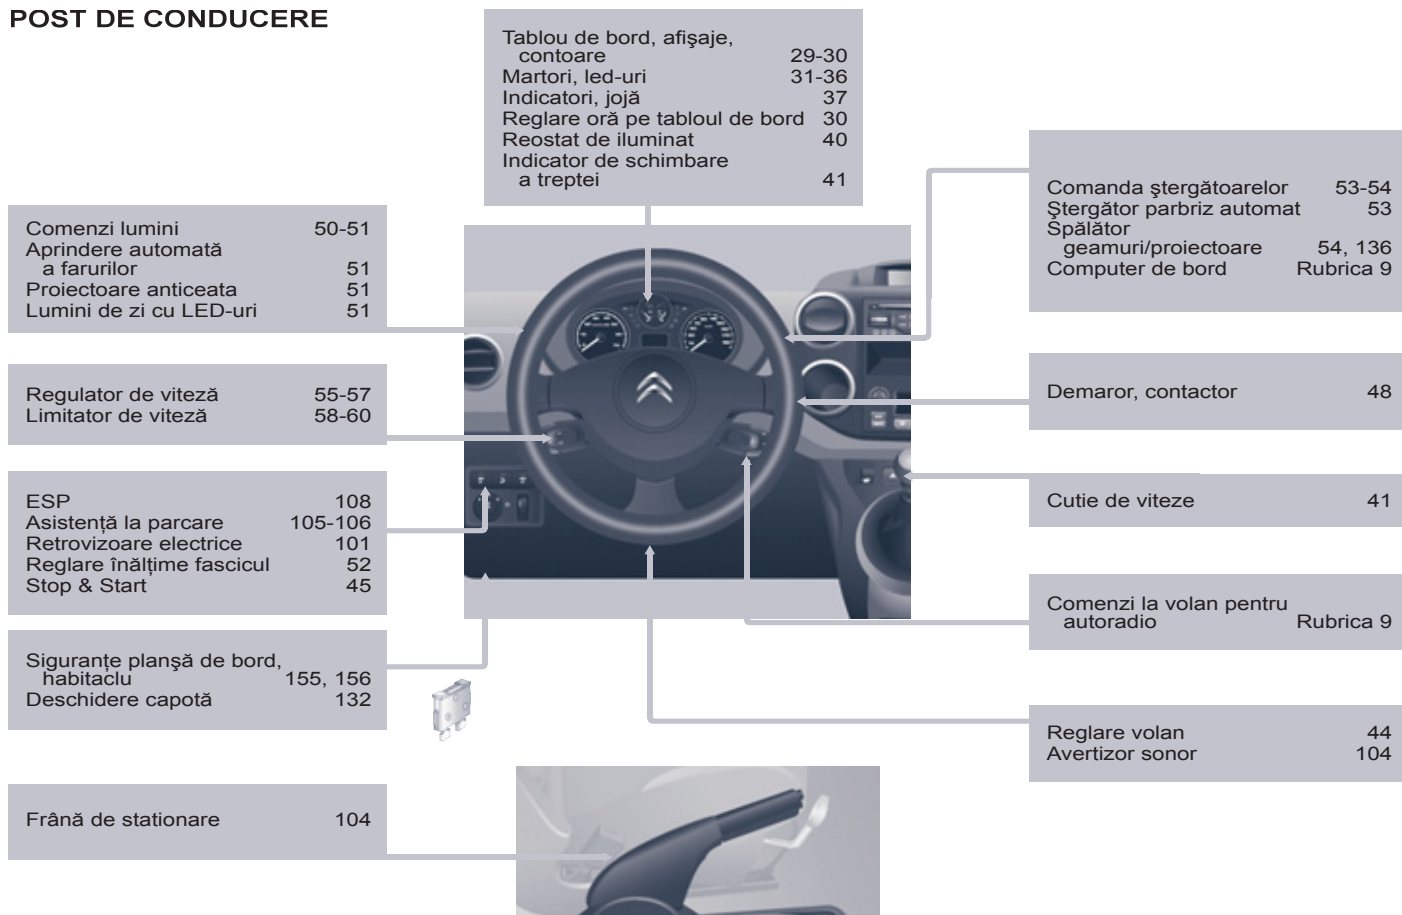 POST DE CONDUCERE
Tablou de bord, afişaje,
contoare 29-30
Martori, led-uri 31-36
Indicatori, jojă 37
Reglare oră pe tabloul de bord 30
Reostat de iluminat 40
Indicator de schimbare
a treptei 41
Comenzi lumini 50-51
Aprindere automată
a farurilor 51
Proiectoare anticeata 51
Lumini de zi cu LED-uri 51
Regulator de viteză 55-57
Limitator de viteză 58-60
ESP 108
Asistență la parcare 105-106
Retrovizoare electrice 101
Reglare înălțime fascicul 52
Stop & Start 45
Siguranțe planşă de bord,
habitaclu 155, 156
Deschidere capotă 132
Frână de stationare 104
Comanda ştergătoarelor 53-54
Ştergător parbriz automat 53
Spălător
geamuri/proiectoare 54, 136
Computer de bord Rubrica 9
Demaror, contactor 48
Cutie de viteze 41
Comenzi la volan pentru
autoradio Rubrica 9
Reglare volan 44
Avertizor sonor 104